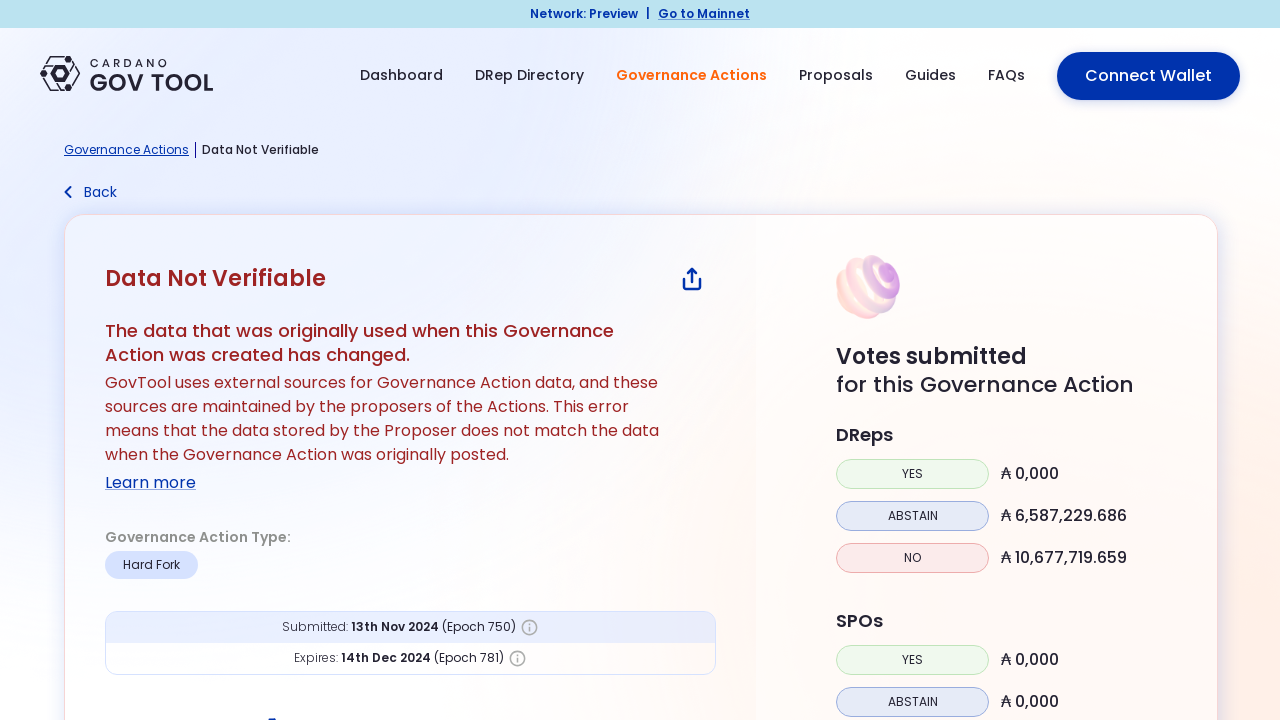 Network: Preview | Go to Mainnet
CARDANO
GOV TOOL
Dashboard DRep Directory Governance Actions Proposals Guides FAQs Connect Wallet
Governance Actions | Data Not Verifiable
Back
Data Not Verifiable
The data that was originally used when this Governance
Action was created has changed.
GovTool uses external sources for Governance Action data, and these
sources are maintained by the proposers of the Actions. This error
means that the data stored by the Proposer does not match the data
when the Governance Action was originally posted.
Learn more
Governance Action Type:
Hard Fork
Submitted: 13th Nov 2024 (Epoch 750)
Expires: 14th Dec 2024 (Epoch 781)
Votes submitted
for this Governance Action
DReps
YES ₳ 0,000
ABSTAIN ₳ 6,587,229.686
NO ₳ 10,677,719.659
SPOs
YES ₳ 0,000
ABSTAIN ₳ 0,000